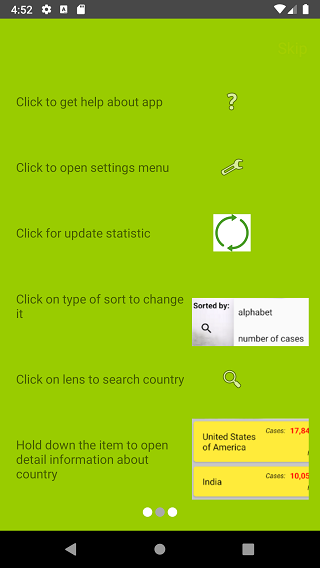 4:52
Skip
Click to get help about app
Click to open settings menu
Click for update statistic
Click on type of sort to change
it
Sorted by:
alphabet
number of cases
Click on lens to search country
Hold down the item to open
detail information about
country
United States
of America
Cases: 17,84
India
Cases: 10,05